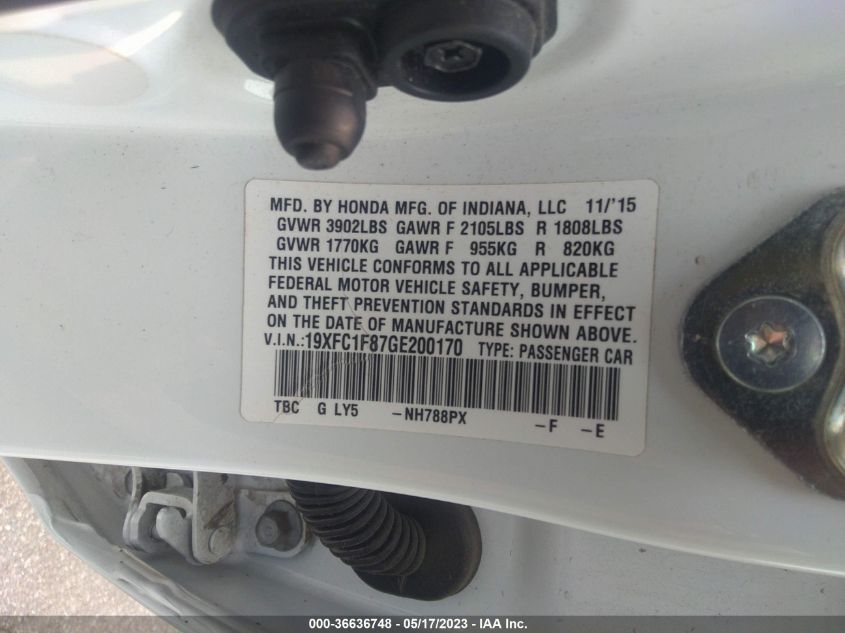 MFD. BY HONDA MFG. OF INDIANA, LLC 11/'15
GVWR 3902LBS GAWR F 2105LBS R 1808LBS
GVWR 1770KG GAWR F 955KG R 820KG
THIS VEHICLE CONFORMS TO ALL APPLICABLE
FEDERAL MOTOR VEHICLE SAFETY, BUMPER,
AND THEFT PREVENTION STANDARDS IN EFFECT
ON THE DATE OF MANUFACTURE SHOWN ABOVE.
V.I.N.:19XFC1F87GE200170 TYPE: PASSENGER CAR
TBC G LY5 -NH788PX -F -E
000-36636748 - 05/17/2023 - IAA Inc.